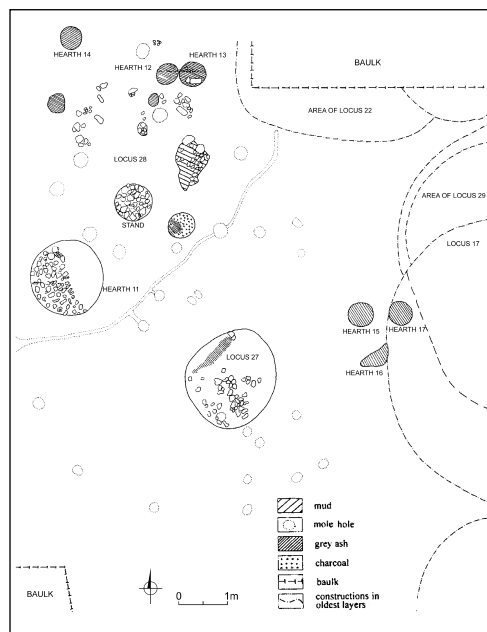 HEARTH 14
HEARTH 12
HEARTH 13
BAULK
AREA OF LOCUS 22
LOCUS 28
AREA OF LOCUS 29
STAND
LOCUS 17
HEARTH 11
HEARTH 15
HEARTH 17
LOCUS 27
HEARTH 16
mud
mole hole
grey ash
charcoal
baulk
constructions in
oldest layers
BAULK
0 1m